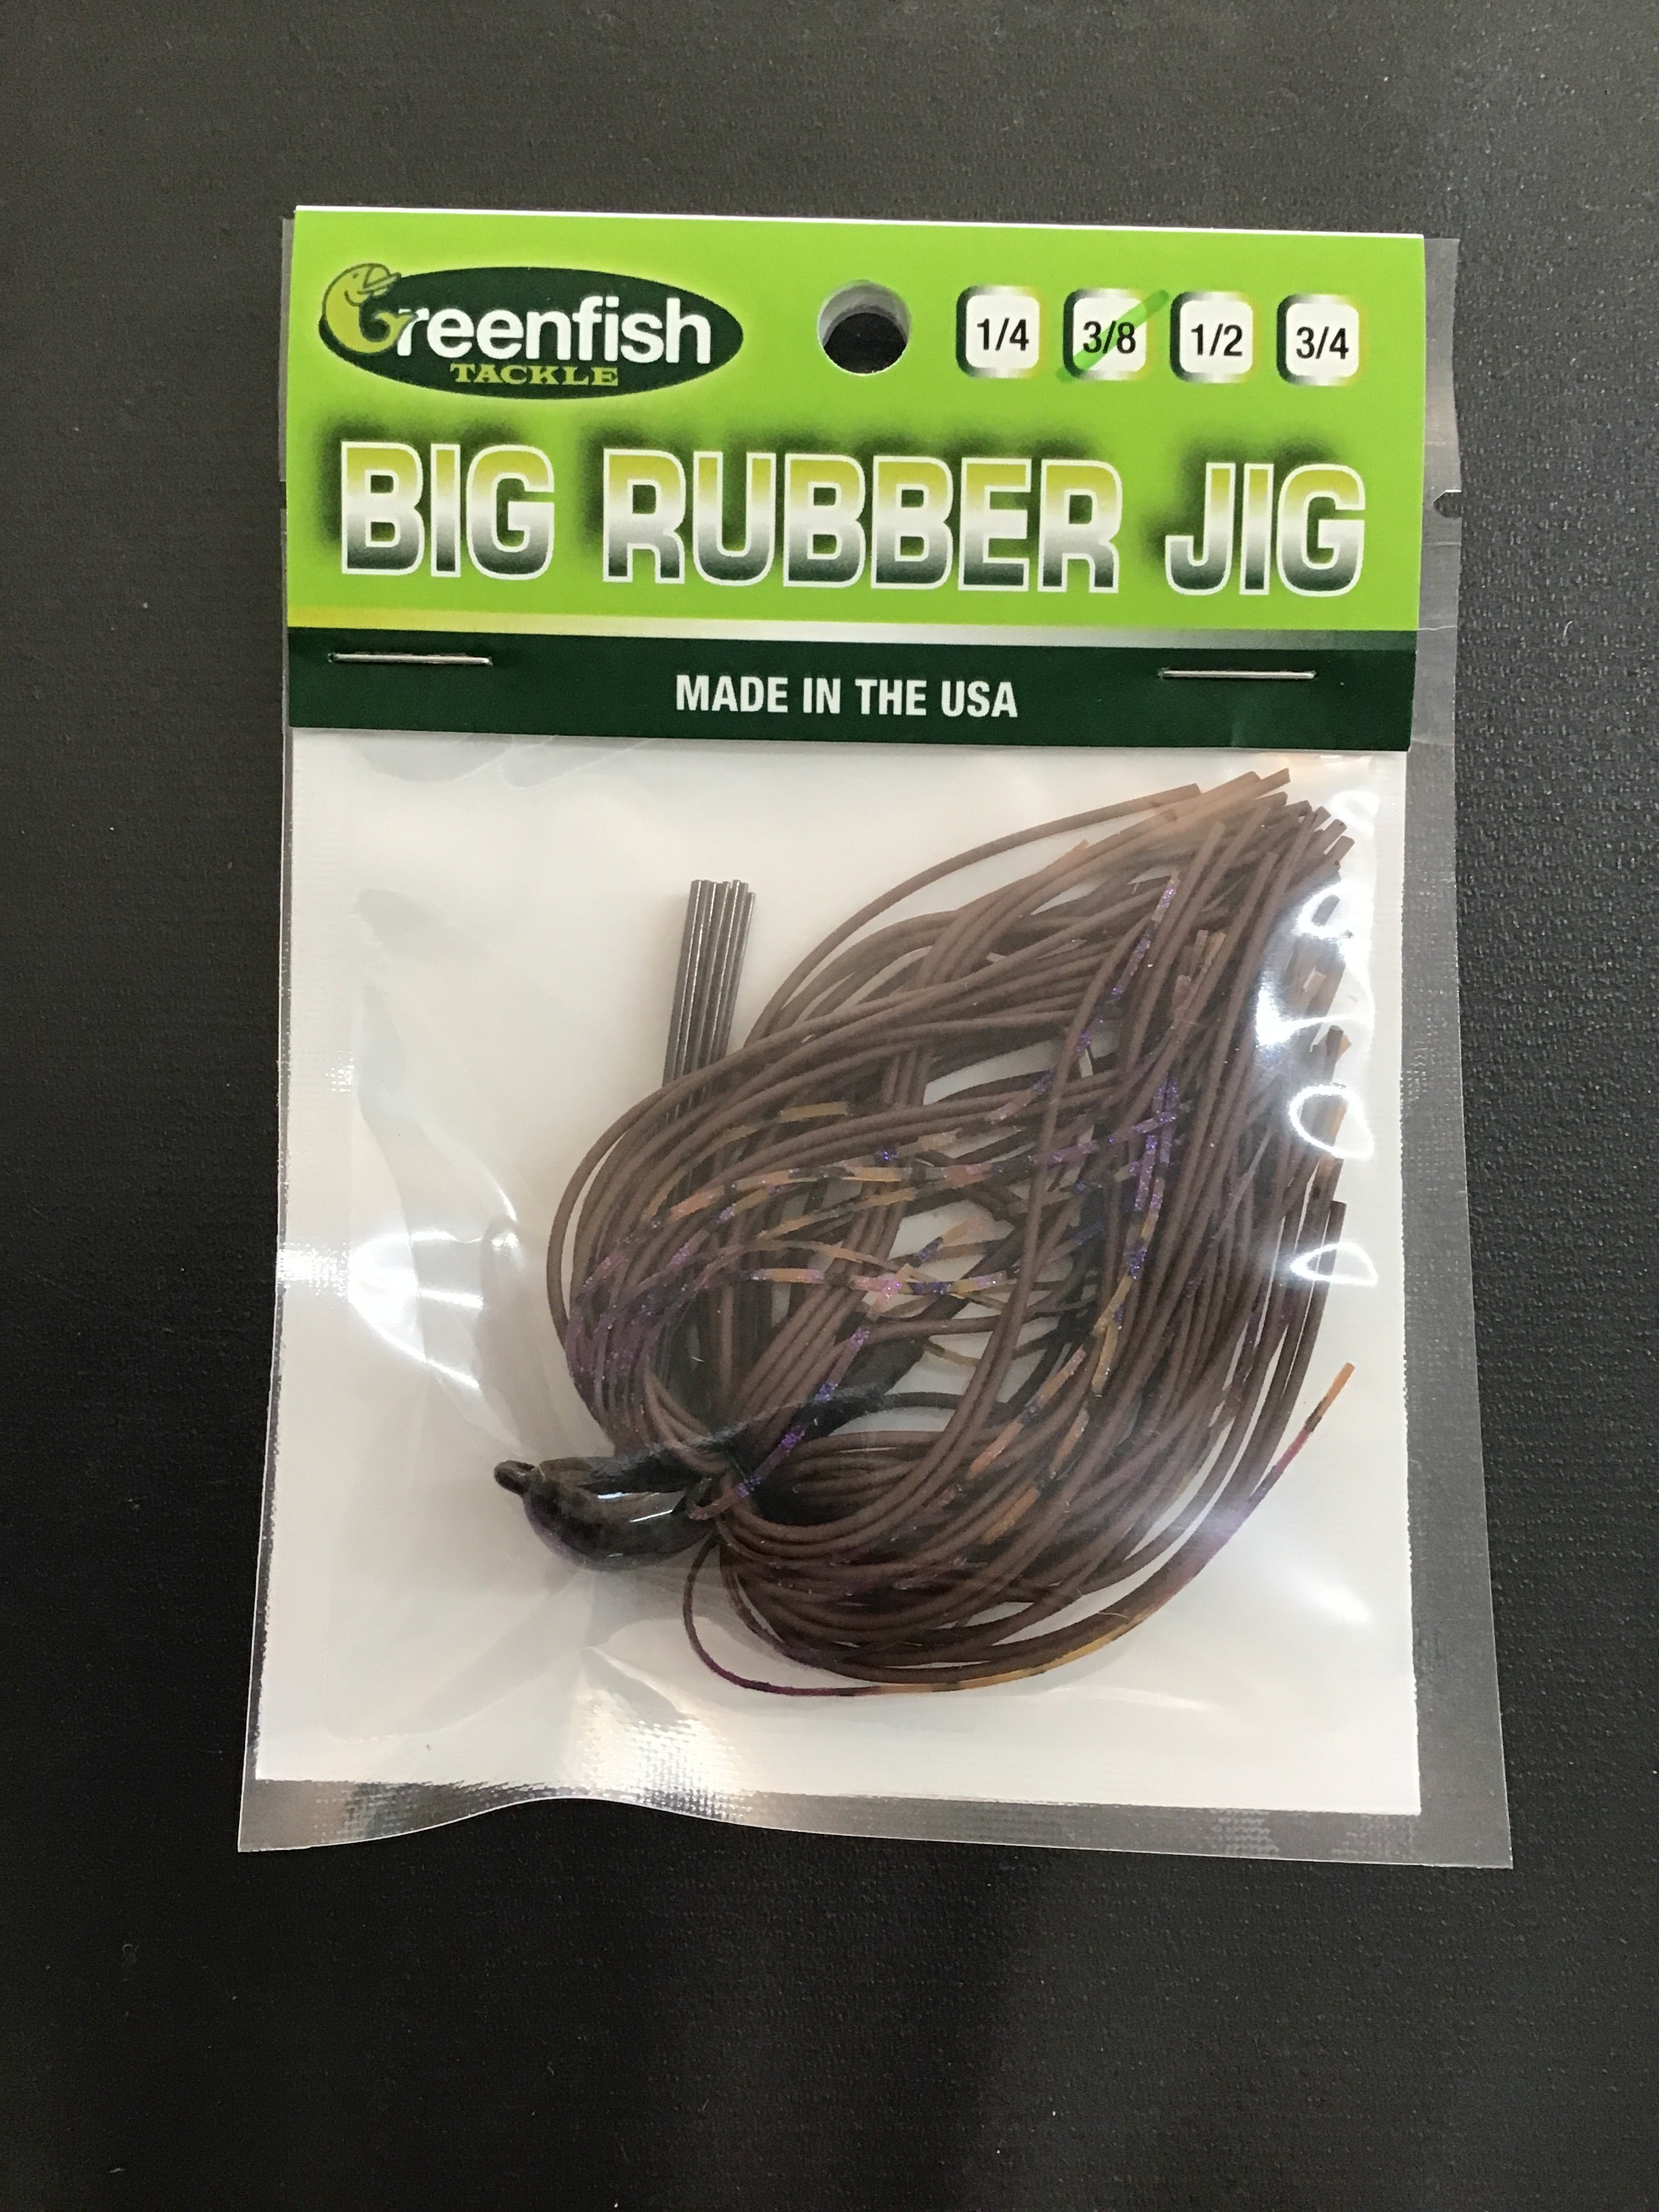 Greenfish
TACKLE
1/4 3/8 1/2 3/4
BIG RUBBER JIG
MADE IN THE USA